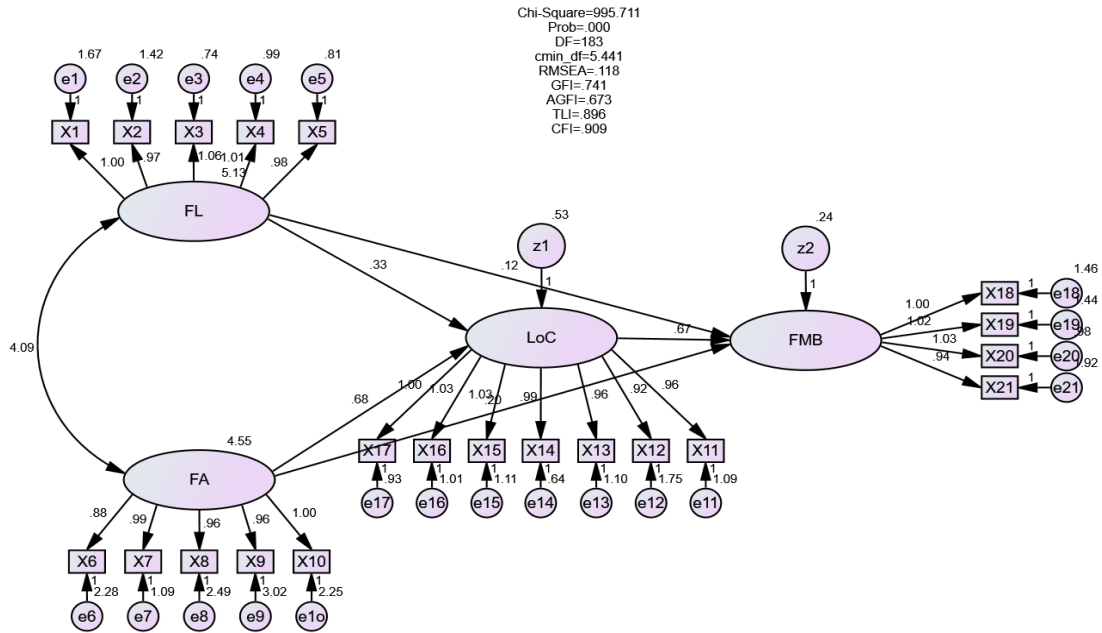 Chi-Square=995.711
Prob=.000
DF=183
cmin_df=5.441
RMSEA=.118
GFI=.741
AGFI=.673
TLI=.896
CFI=.909
1.67 1.42 .74 .99 .81
e1 e2 e3 e4 e5
1 1 1 1 1
X1 X2 X3 X4 X5
1.00 .97 1.06 1.01 .98
5.13
FL
.53 .24
z1 z2
.33 .12 1 1
1.46
X18 1 e18
1.00 .44
LoC .67 FMB 1.02 X19 1 e19
.98
4.09 1.03 X20 1 e20
.94 .92
X21 1 e21
.68 1.00 1.03 1.03 .20 .99 .96 .92 .96
4.55
FA
X17 X16 X15 X14 X13 X12 X11
1 .93 1 1.01 1 1.11 1 .64 1 1.10 1 1.75 1 1.09
e17 e16 e15 e14 e13 e12 e11
.88 .99 .96 .96 1.00
X6 X7 X8 X9 X10
1 2.28 1 1.09 1 2.49 1 3.02 1 2.25
e6 e7 e8 e9 e1o